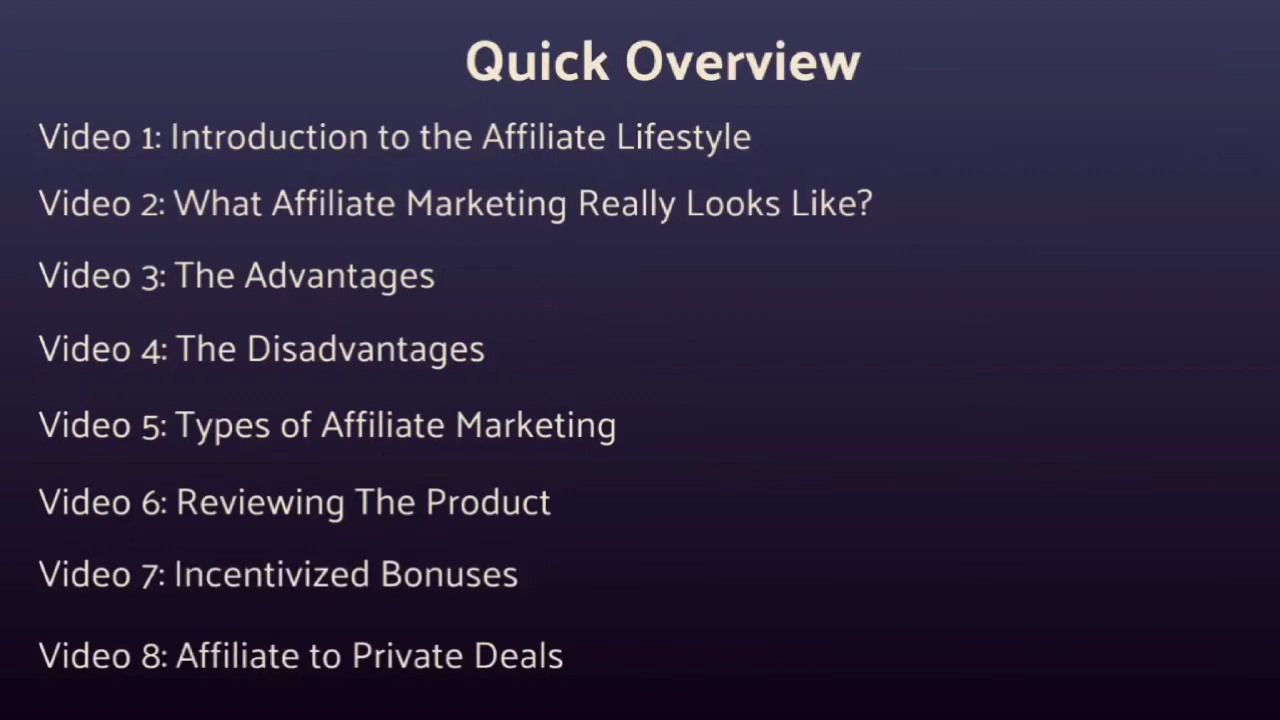 Quick Overview
Video 1: Introduction to the Affiliate Lifestyle
Video 2: What Affiliate Marketing Really Looks Like?
Video 3: The Advantages
Video 4: The Disadvantages
Video 5: Types of Affiliate Marketing
Video 6: Reviewing The Product
Video 7: Incentivized Bonuses
Video 8: Affiliate to Private Deals